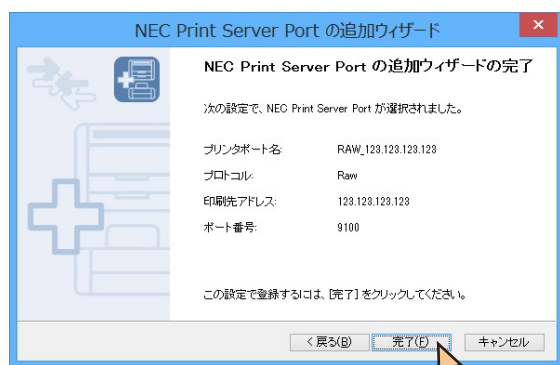 NEC Print Server Port の追加ウィザード
×
NEC Print Server Port の追加ウィザードの完了
次の設定で、NEC Print Server Port が選択されました。
プリンタポート名: RAW_123.123.123.123
プロトコル: Raw
印刷先アドレス: 123.123.123.123
ポート番号: 9100
この設定で登録するには、[完了]をクリックしてください。
< 戻る(B) 完了(F) キャンセル